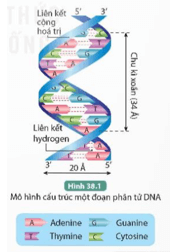 Liên kết
cộng
hoá trị
5' 3'
Chu kì xoắn (34 Å)
Liên kết
hydrogen
3' 5'
20 Å
Hình 38.1
Mô hình cấu trúc một đoạn phân tử DNA
A Adenine G Guanine
T Thymine C Cytosine